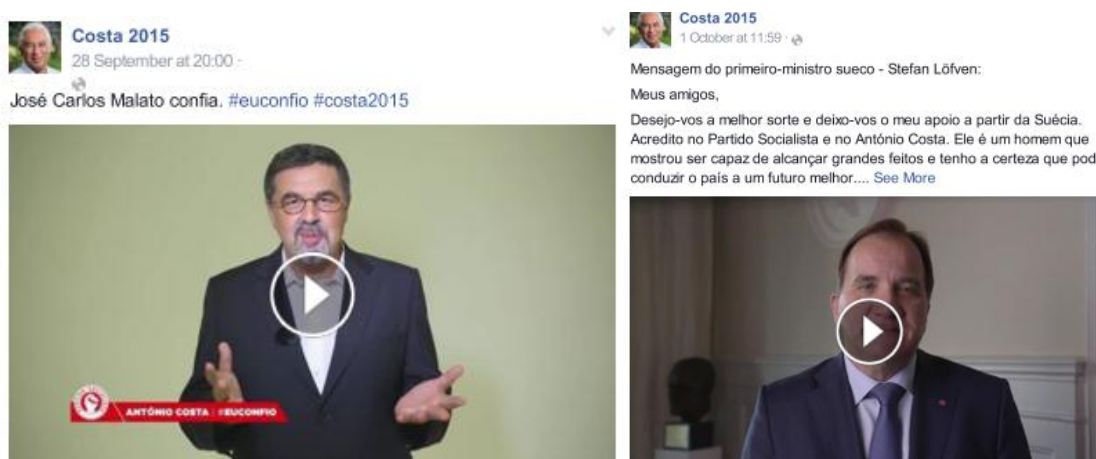 Costa 2015
28 September at 20:00 ·
José Carlos Malato confia. #euconfio #costa2015
ANTÓNIO COSTA | #EUCONFIO
Costa 2015
1 October at 11:59 ·
Mensagem do primeiro-ministro sueco - Stefan Löfven:
Meus amigos,
Desejo-vos a melhor sorte e deixo-vos o meu apoio a partir da Suécia.
Acredito no Partido Socialista e no António Costa. Ele é um homem que
mostrou ser capaz de alcançar grandes feitos e tenho a certeza que pod
conduzir o país a um futuro melhor.... See More